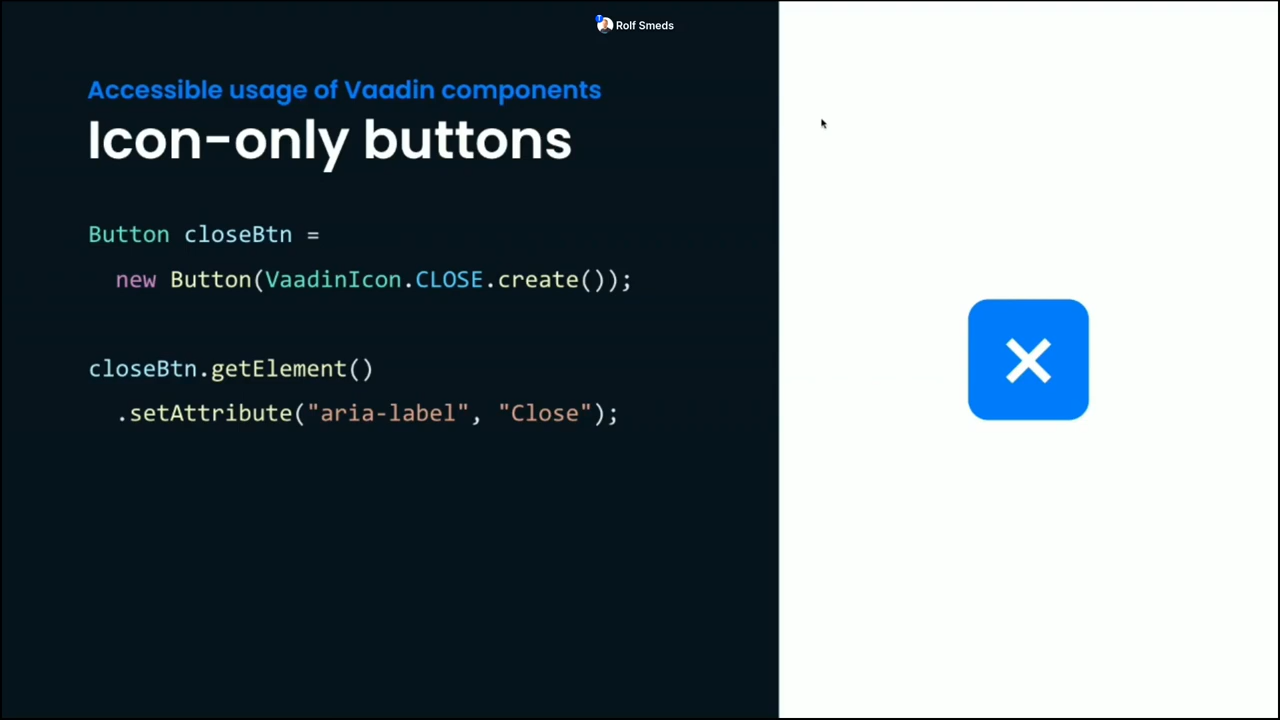 Rolf Smeds
Accessible usage of Vaadin components
Icon-only buttons
Button closeBtn =
new Button(VaadinIcon.CLOSE.create());
closeBtn.getElement()
.setAttribute("aria-label", "Close");